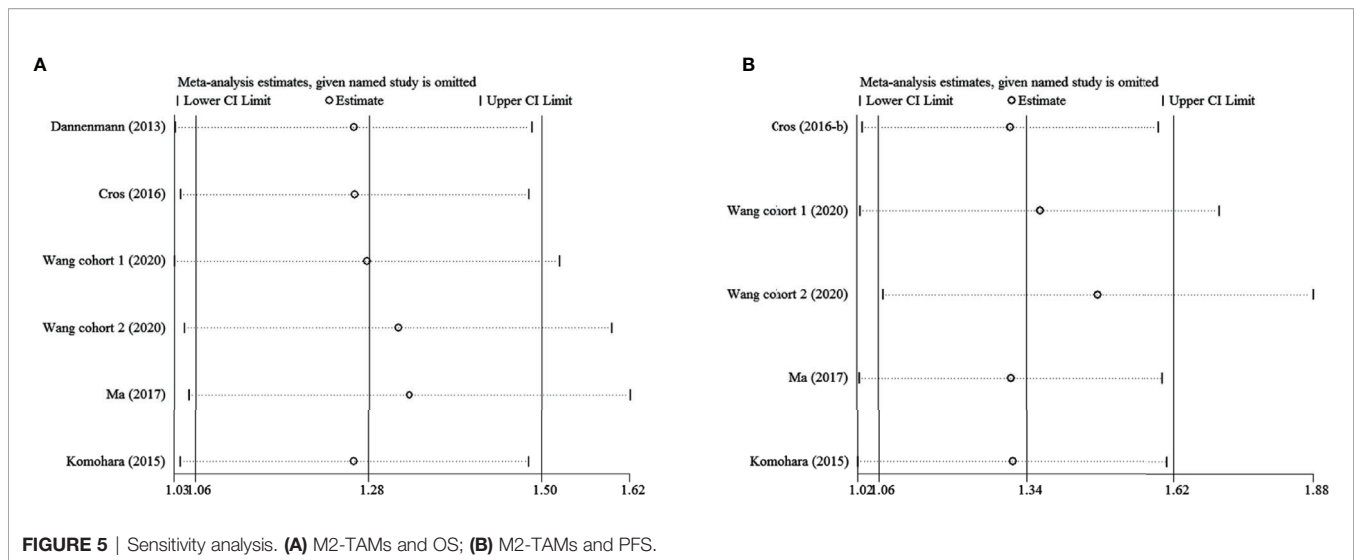 A
Meta-analysis estimates, given named study is omitted
Lower CI Limit Estimate Upper CI Limit
Dannenmann (2013)
Cros (2016)
Wang cohort 1 (2020)
Wang cohort 2 (2020)
Ma (2017)
Komohara (2015)
1.03 1.06 1.28 1.50 1.62
B
Meta-analysis estimates, given named study is omitted
Lower CI Limit Estimate Upper CI Limit
Cros (2016-b)
Wang cohort 1 (2020)
Wang cohort 2 (2020)
Ma (2017)
Komohara (2015)
1.02 1.06 1.34 1.62 1.88
FIGURE 5 | Sensitivity analysis. (A) M2-TAMs and OS; (B) M2-TAMs and PFS.